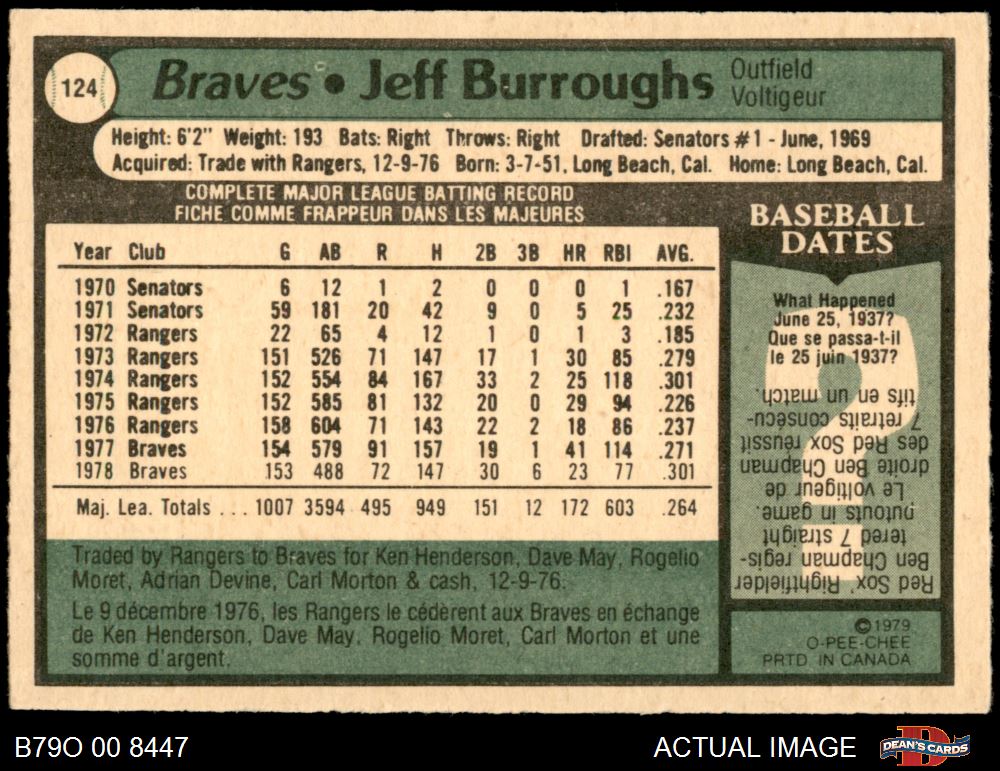 124
Braves • Jeff Burroughs Outfield
Voltigeur
Height: 6'2" Weight: 193 Bats: Right Throws: Right Drafted: Senators #1 - June, 1969
Acquired: Trade with Rangers, 12-9-76 Born: 3-7-51, Long Beach, Cal. Home: Long Beach, Cal.
COMPLETE MAJOR LEAGUE BATTING RECORD
FICHE COMME FRAPPEUR DANS LES MAJEURES
Year Club G AB R H 2B 3B HR RBI AVG.
1970 Senators 6 12 1 2 0 0 0 1 .167
1971 Senators 59 181 20 42 9 0 5 25 .232
1972 Rangers 22 65 4 12 1 0 1 3 .185
1973 Rangers 151 526 71 147 17 1 30 85 .279
1974 Rangers 152 554 84 167 33 2 25 118 .301
1975 Rangers 152 585 81 132 20 0 29 94 .226
1976 Rangers 158 604 71 143 22 2 18 86 .237
1977 Braves 154 579 91 157 19 1 41 114 .271
1978 Braves 153 488 72 147 30 6 23 77 .301
Maj. Lea. Totals ... 1007 3594 495 949 151 12 172 603 .264
Traded by Rangers to Braves for Ken Henderson, Dave May, Rogelio
Moret, Adrian Devine, Carl Morton & cash, 12-9-76.
Le 9 décembre 1976, les Rangers le cédèrent aux Braves en échange
de Ken Henderson, Dave May, Rogelio Moret, Carl Morton et une
somme d'argent.
BASEBALL
DATES
What Happened
June 25, 1937?
Que se passa-t-il
le 25 juin 1937?
Red Sox' Rightfielder
Ben Chapman regis-
tered 7 straight
putouts in game.
Le voltigeur de
droite Ben Chapman
des Red Sox réussit
7 retraits consécu-
tifs en un match.
©1979
O-PEE-CHEE
PRTD. IN CANADA
B79O 00 8447
ACTUAL IMAGE
DEAN'S CARDS